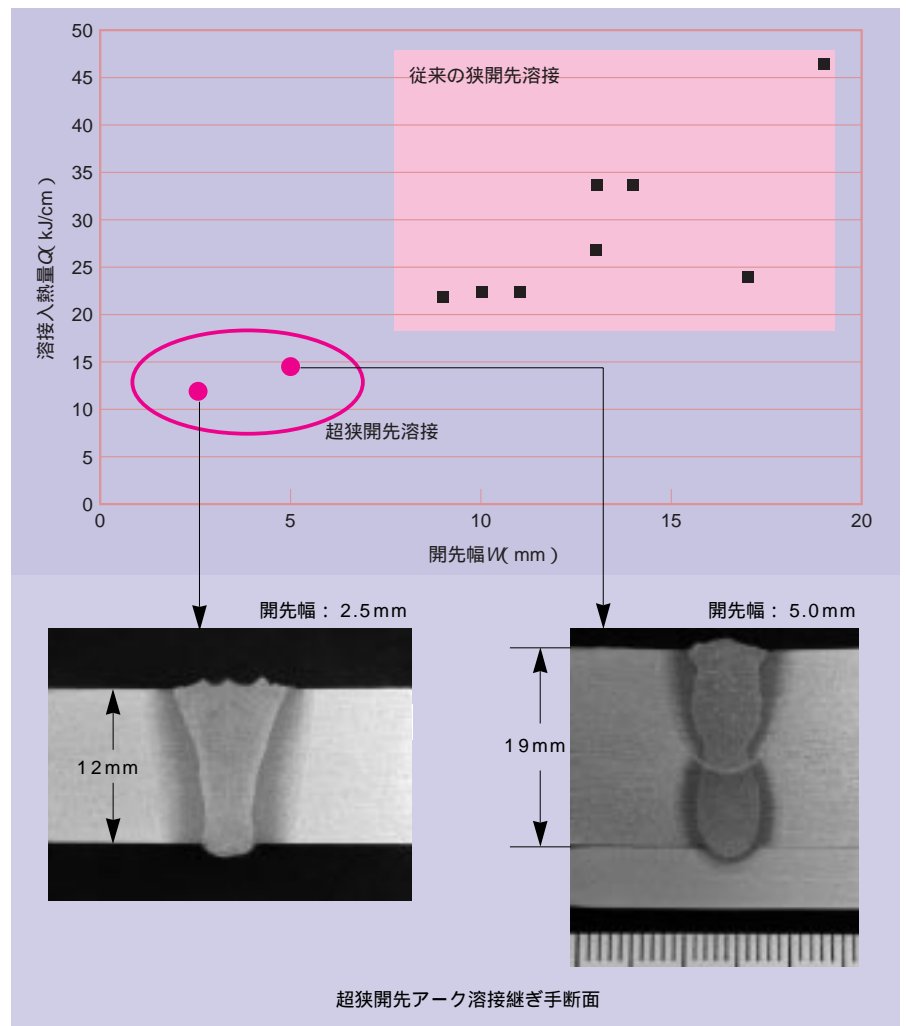 50
45
40
35
30
25
20
15
10
5
0
溶接入熱量Q( kJ/cm )
従来の狭開先溶接
超狭開先溶接
0 5 10 15 20
開先幅W( mm )
開先幅： 2.5mm
開先幅： 5.0mm
12mm
19mm
超狭開先アーク溶接継ぎ手断面